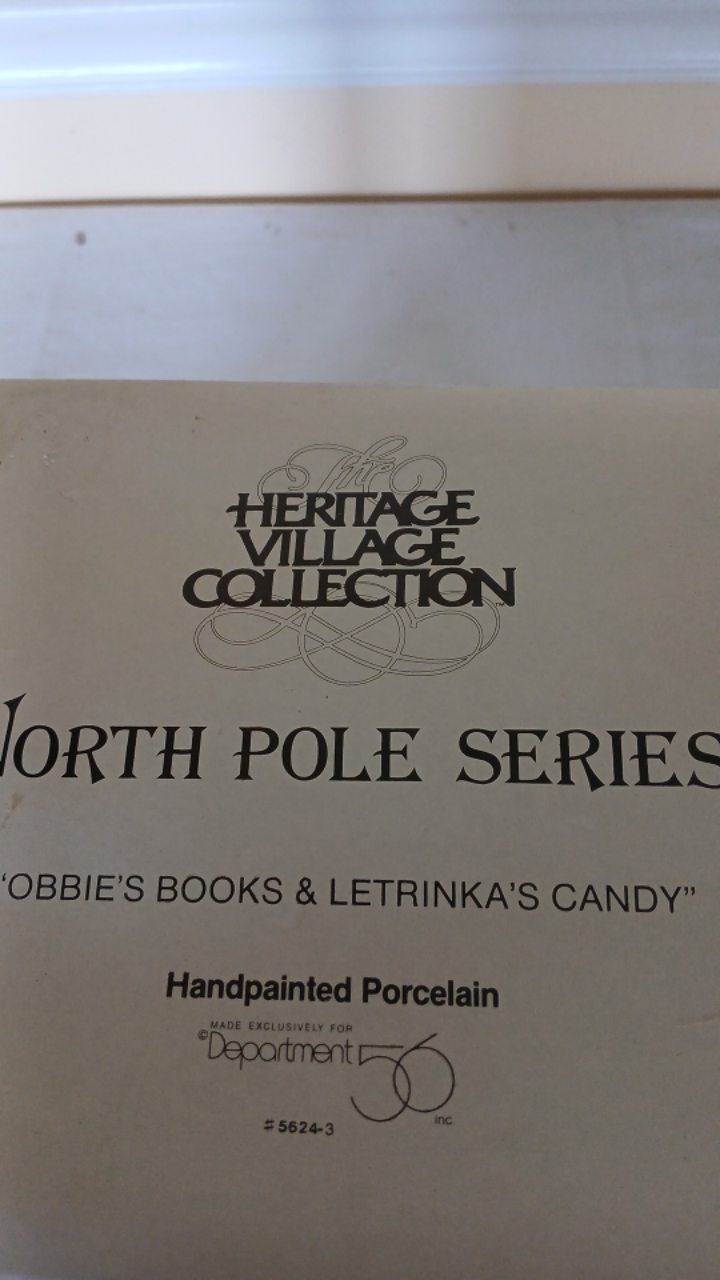 The
HERITAGE
VILLAGE
COLLECTION
NORTH POLE SERIES
"OBBIE'S BOOKS & LETRINKA'S CANDY"
Handpainted Porcelain
MADE EXCLUSIVELY FOR
©Department 56 inc.
#5624-3